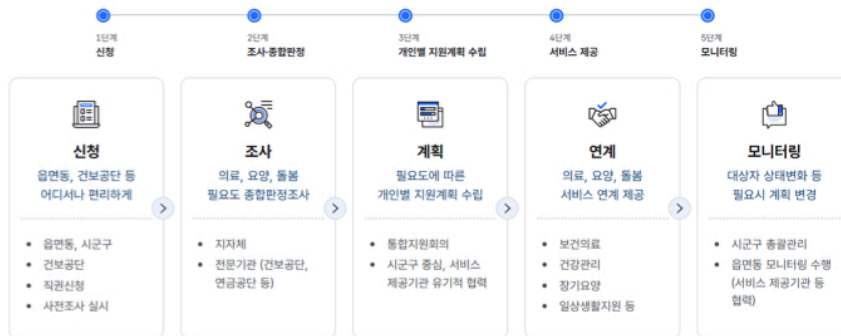 1단계
신청
2단계
조사·종합판정
3단계
개인별 지원계획 수립
4단계
서비스 제공
5단계
모니터링
신청
읍면동, 건보공단 등
어디서나 편리하게
• 읍면동, 시군구
• 건보공단
• 직권신청
• 사전조사 실시
조사
의료, 요양, 돌봄
필요도 종합판정조사
• 지자체
• 전문기관 (건보공단,
연금공단 등)
계획
필요도에 따른
개인별 지원계획 수립
• 통합지원회의
• 시군구 중심, 서비스
제공기관 유기적 협력
연계
의료, 요양, 돌봄
서비스 연계 제공
• 보건의료
• 건강관리
• 장기요양
• 일상생활지원 등
모니터링
대상자 상태변화 등
필요시 계획 변경
• 시군구 총괄관리
• 읍면동 모니터링 수행
(서비스 제공기관 등
협력)